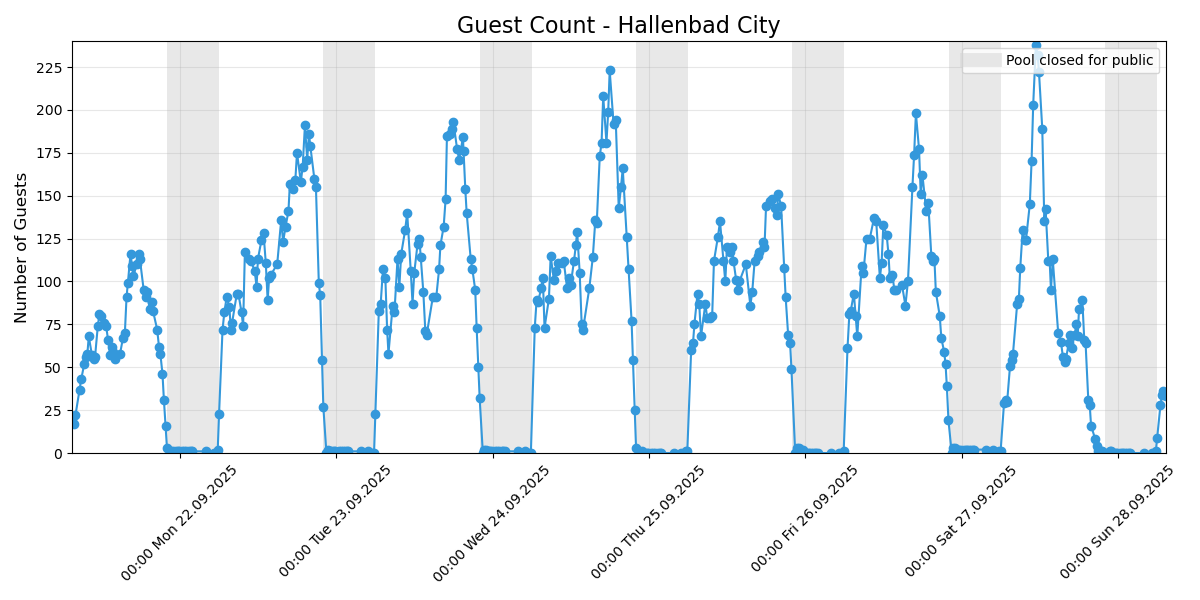 Guest Count - Hallenbad City
Pool closed for public
Number of Guests
225
200
175
150
125
100
75
50
25
0
00:00 Mon 22.09.2025
00:00 Tue 23.09.2025
00:00 Wed 24.09.2025
00:00 Thu 25.09.2025
00:00 Fri 26.09.2025
00:00 Sat 27.09.2025
00:00 Sun 28.09.2025